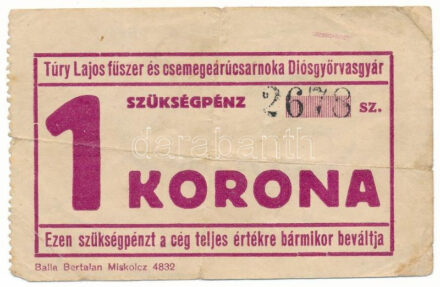 Túry Lajos fűszer és csemegeárúcsarnoka Diósgyőrvasgyár
SZÜKSÉGPÉNZ 2678 sz.
1 KORONA
darabanth
Ezen szükségpénzt a cég teljes értékre bármikor beváltja
Balla Bertalan Miskolcz 4832